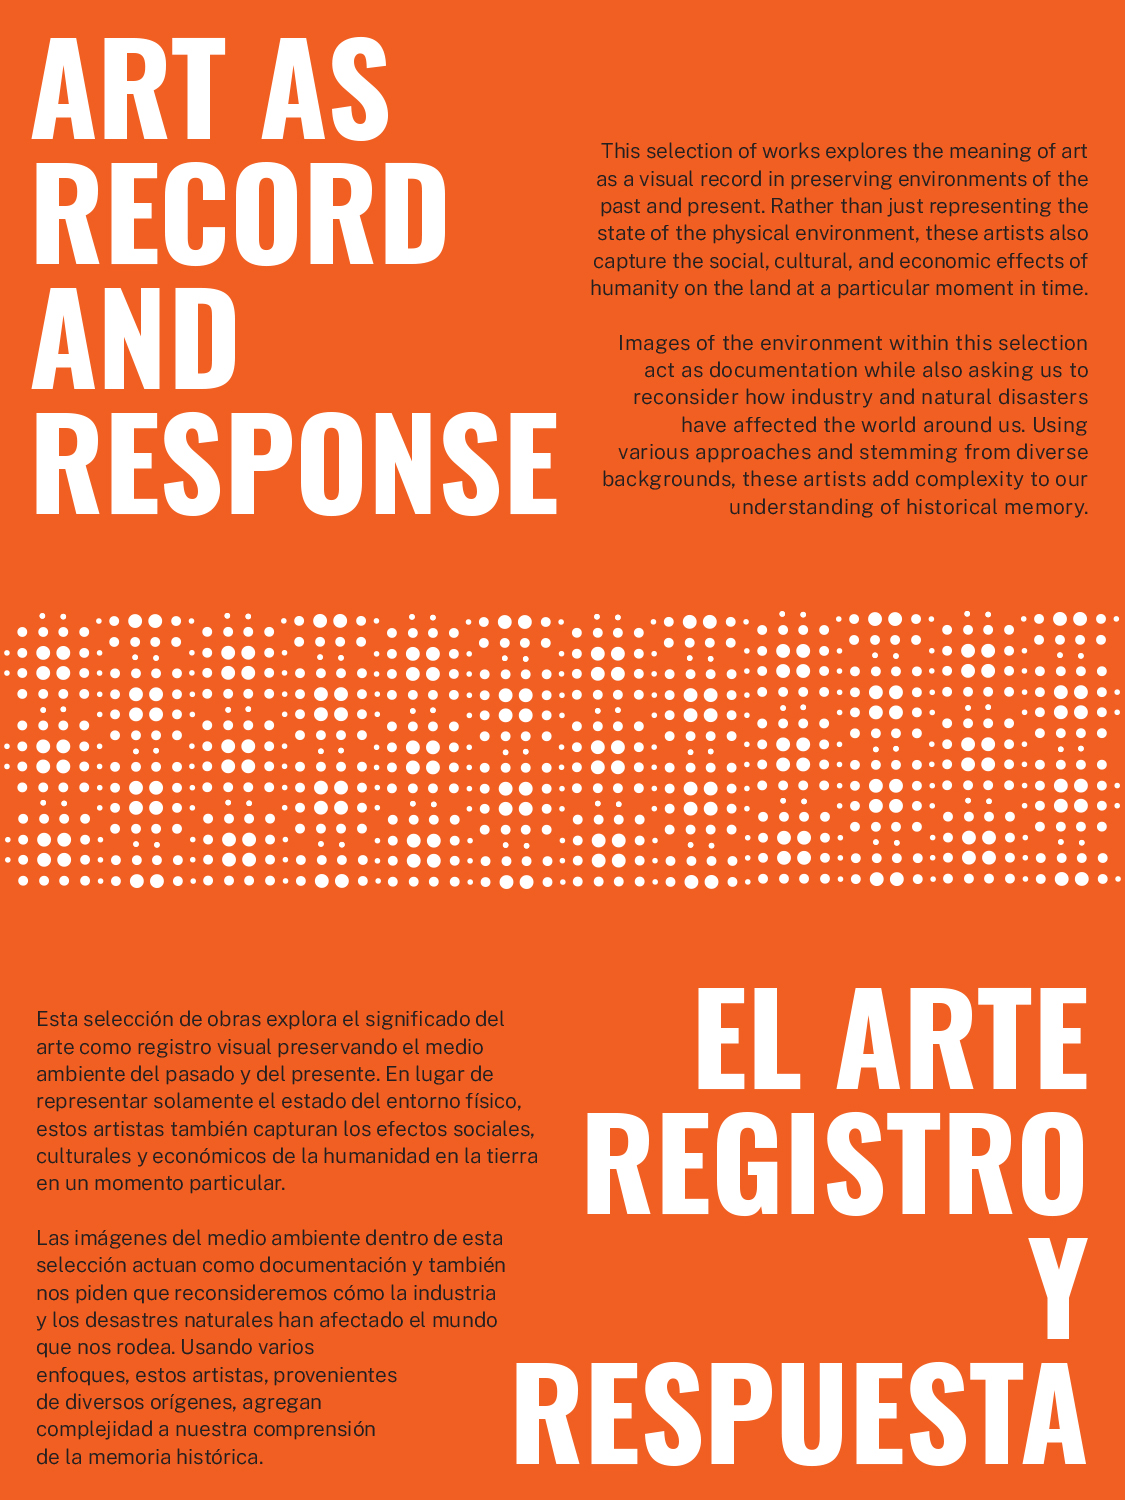 ART AS
RECORD
AND
RESPONSE
This selection of works explores the meaning of art
as a visual record in preserving environments of the
past and present. Rather than just representing the
state of the physical environment, these artists also
capture the social, cultural, and economic effects of
humanity on the land at a particular moment in time.
Images of the environment within this selection
act as documentation while also asking us to
reconsider how industry and natural disasters
have affected the world around us. Using
various approaches and stemming from diverse
backgrounds, these artists add complexity to our
understanding of historical memory.
EL ARTE
REGISTRO
Y
RESPUESTA
Esta selección de obras explora el significado del
arte como registro visual preservando el medio
ambiente del pasado y del presente. En lugar de
representar solamente el estado del entorno físico,
estos artistas también capturan los efectos sociales,
culturales y económicos de la humanidad en la tierra
en un momento particular.
Las imágenes del medio ambiente dentro de esta
selección actuan como documentación y también
nos piden que reconsideremos cómo la industria
y los desastres naturales han afectado el mundo
que nos rodea. Usando varios
enfoques, estos artistas, provenientes
de diversos orígenes, agregan
complejidad a nuestra comprensión
de la memoria histórica.